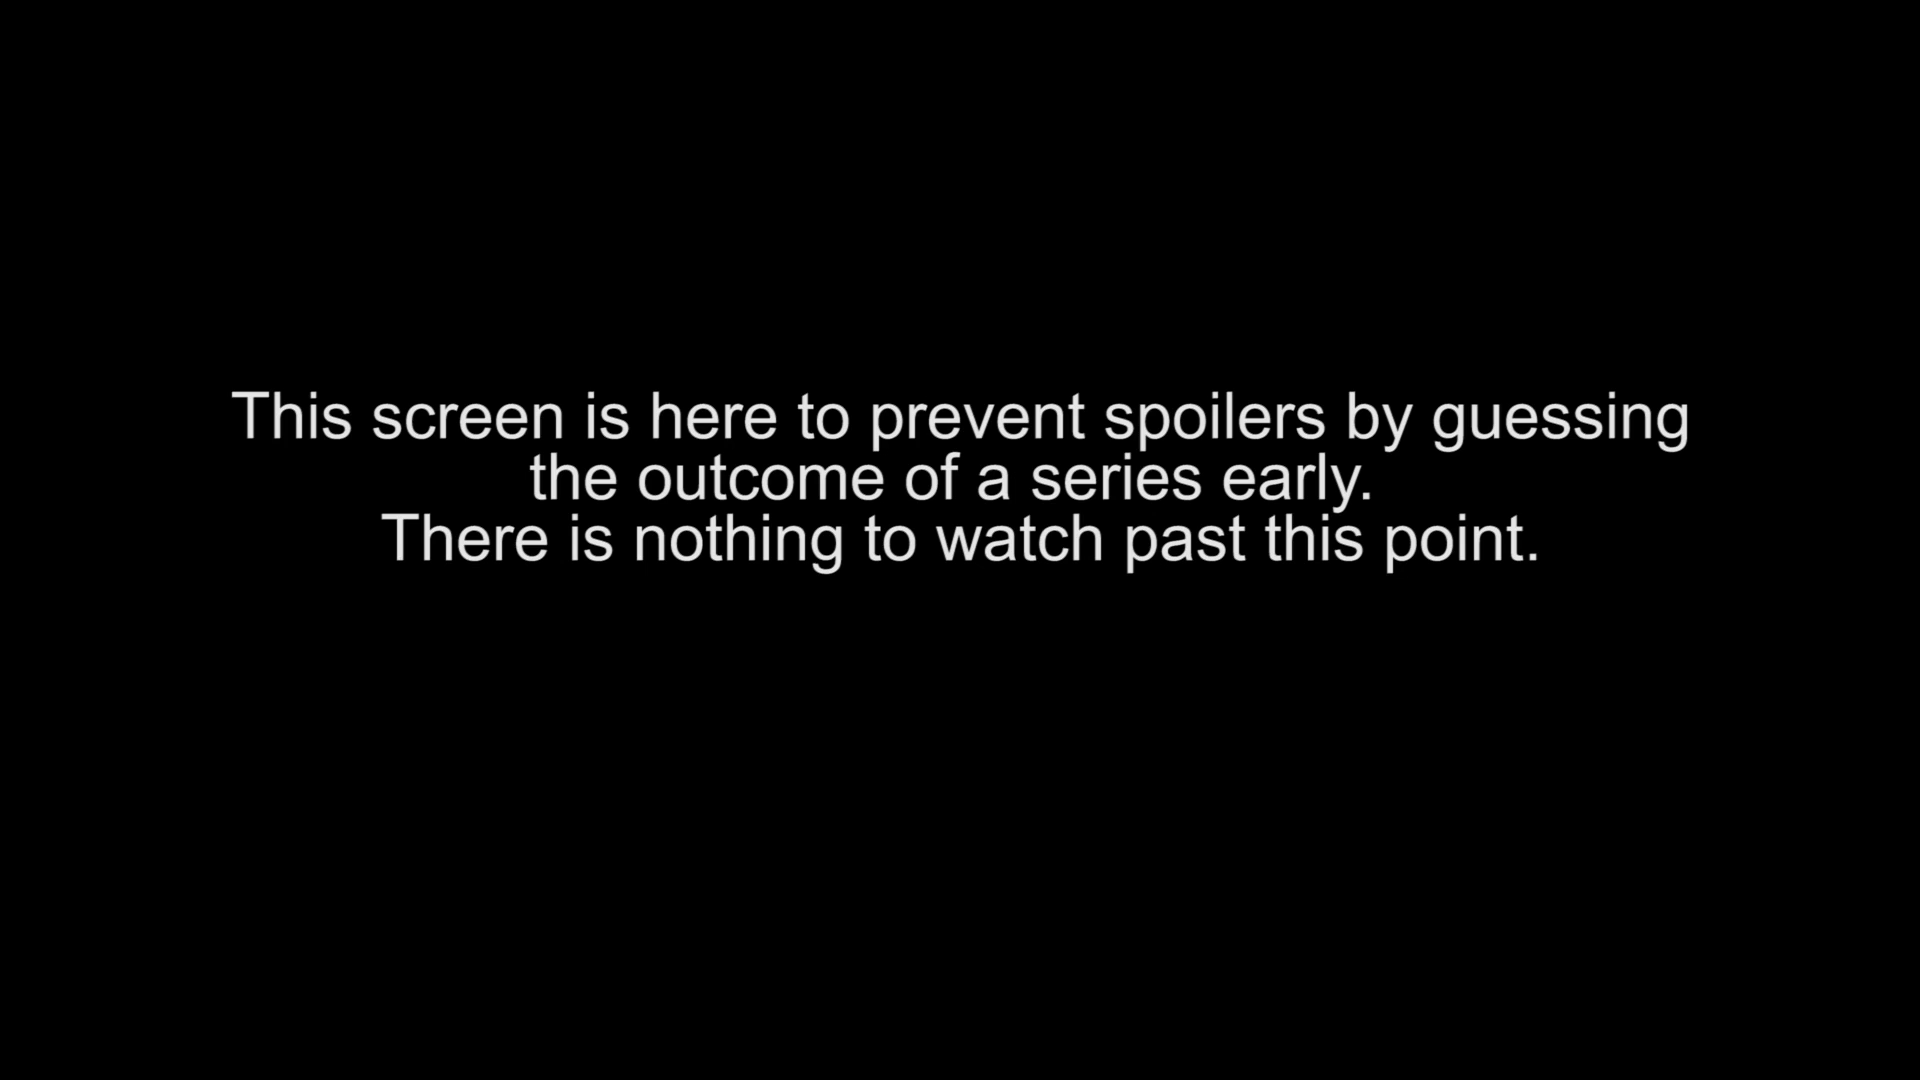 This screen is here to prevent spoilers by guessing
the outcome of a series early.
There is nothing to watch past this point.